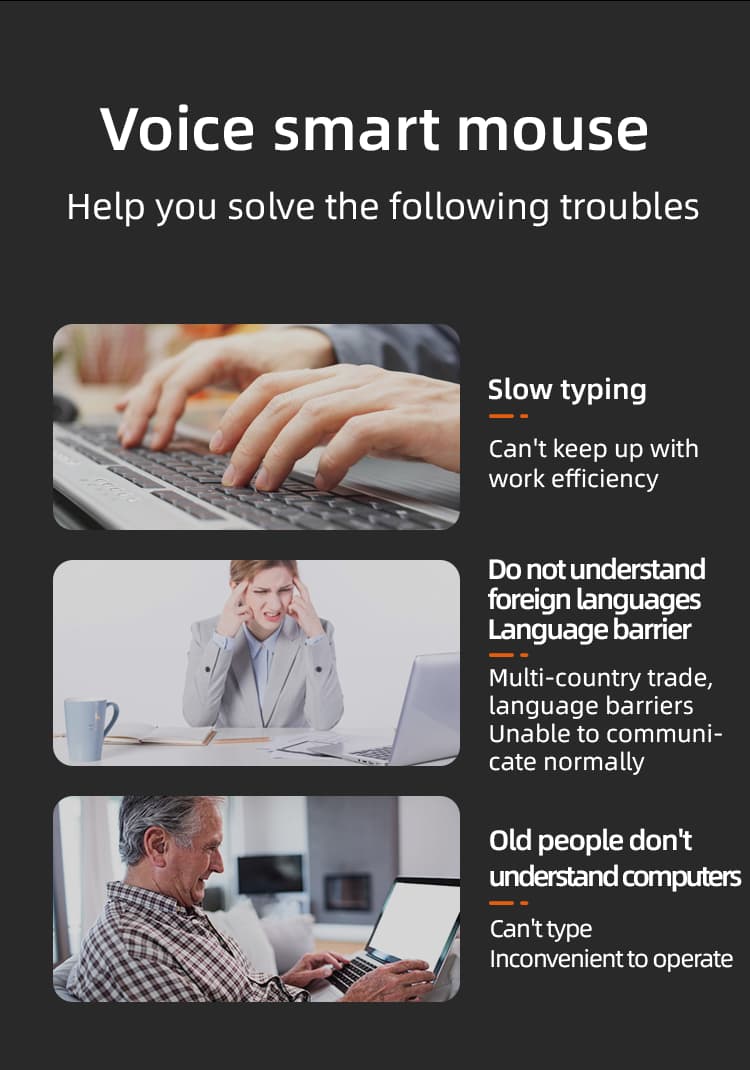 Voice smart mouse
Help you solve the following troubles
Slow typing
Can't keep up with
work efficiency
Do not understand
foreign languages
Language barrier
Multi-country trade,
language barriers
Unable to communi-
cate normally
Old people don't
understand computers
Can't type
Inconvenient to operate